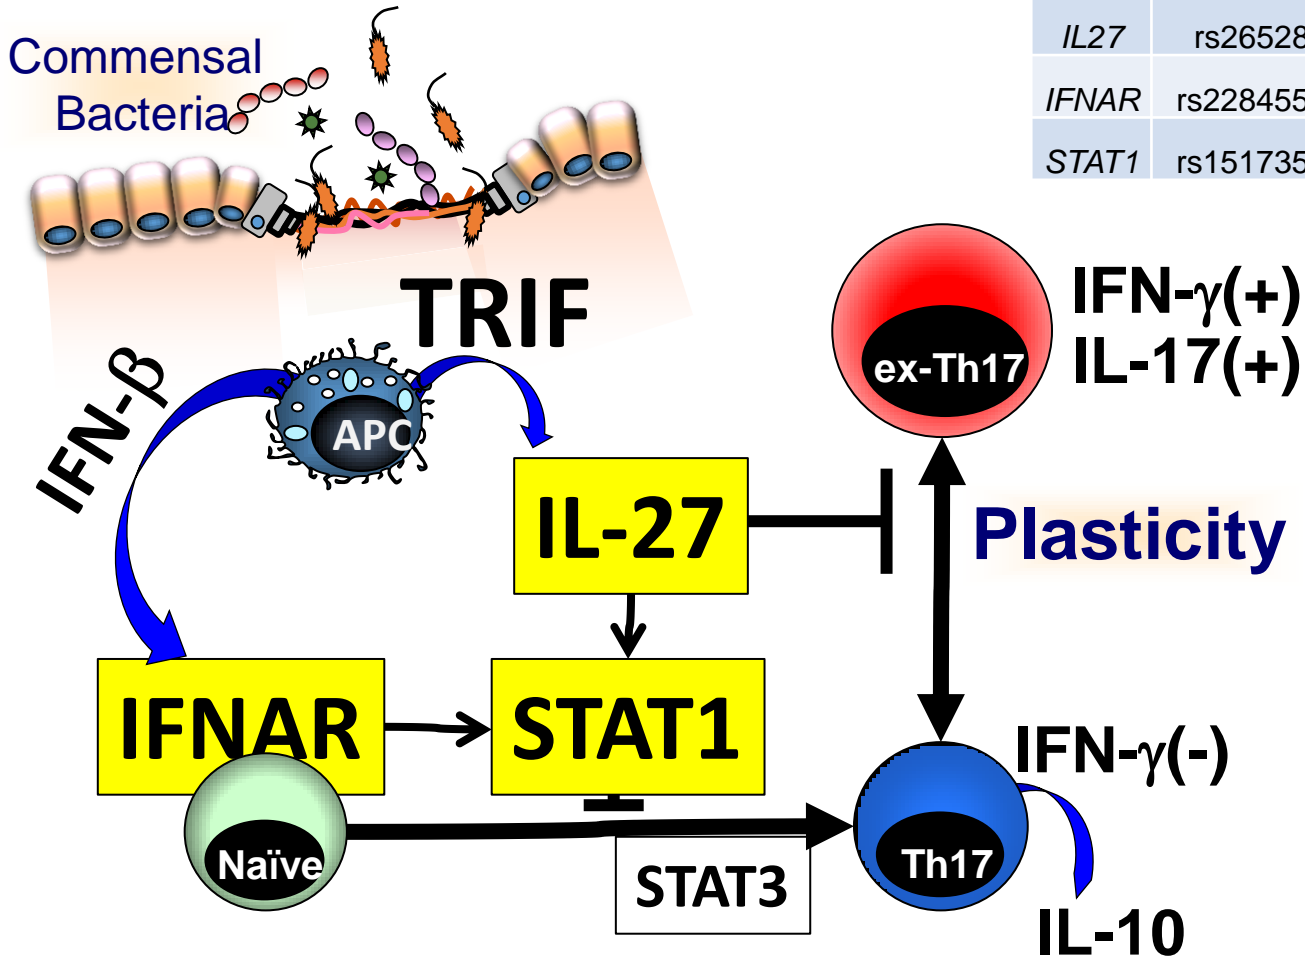 Commensal
Bacteria
IL27 rs26528
IFNAR rs228455
STAT1 rs151735
TRIF
IFN-β
APC
IL-27
IFNAR
STAT1
Naïve
STAT3
ex-Th17
IFN-γ(+)
IL-17(+)
Plasticity
Th17
IFN-γ(-)
IL-10